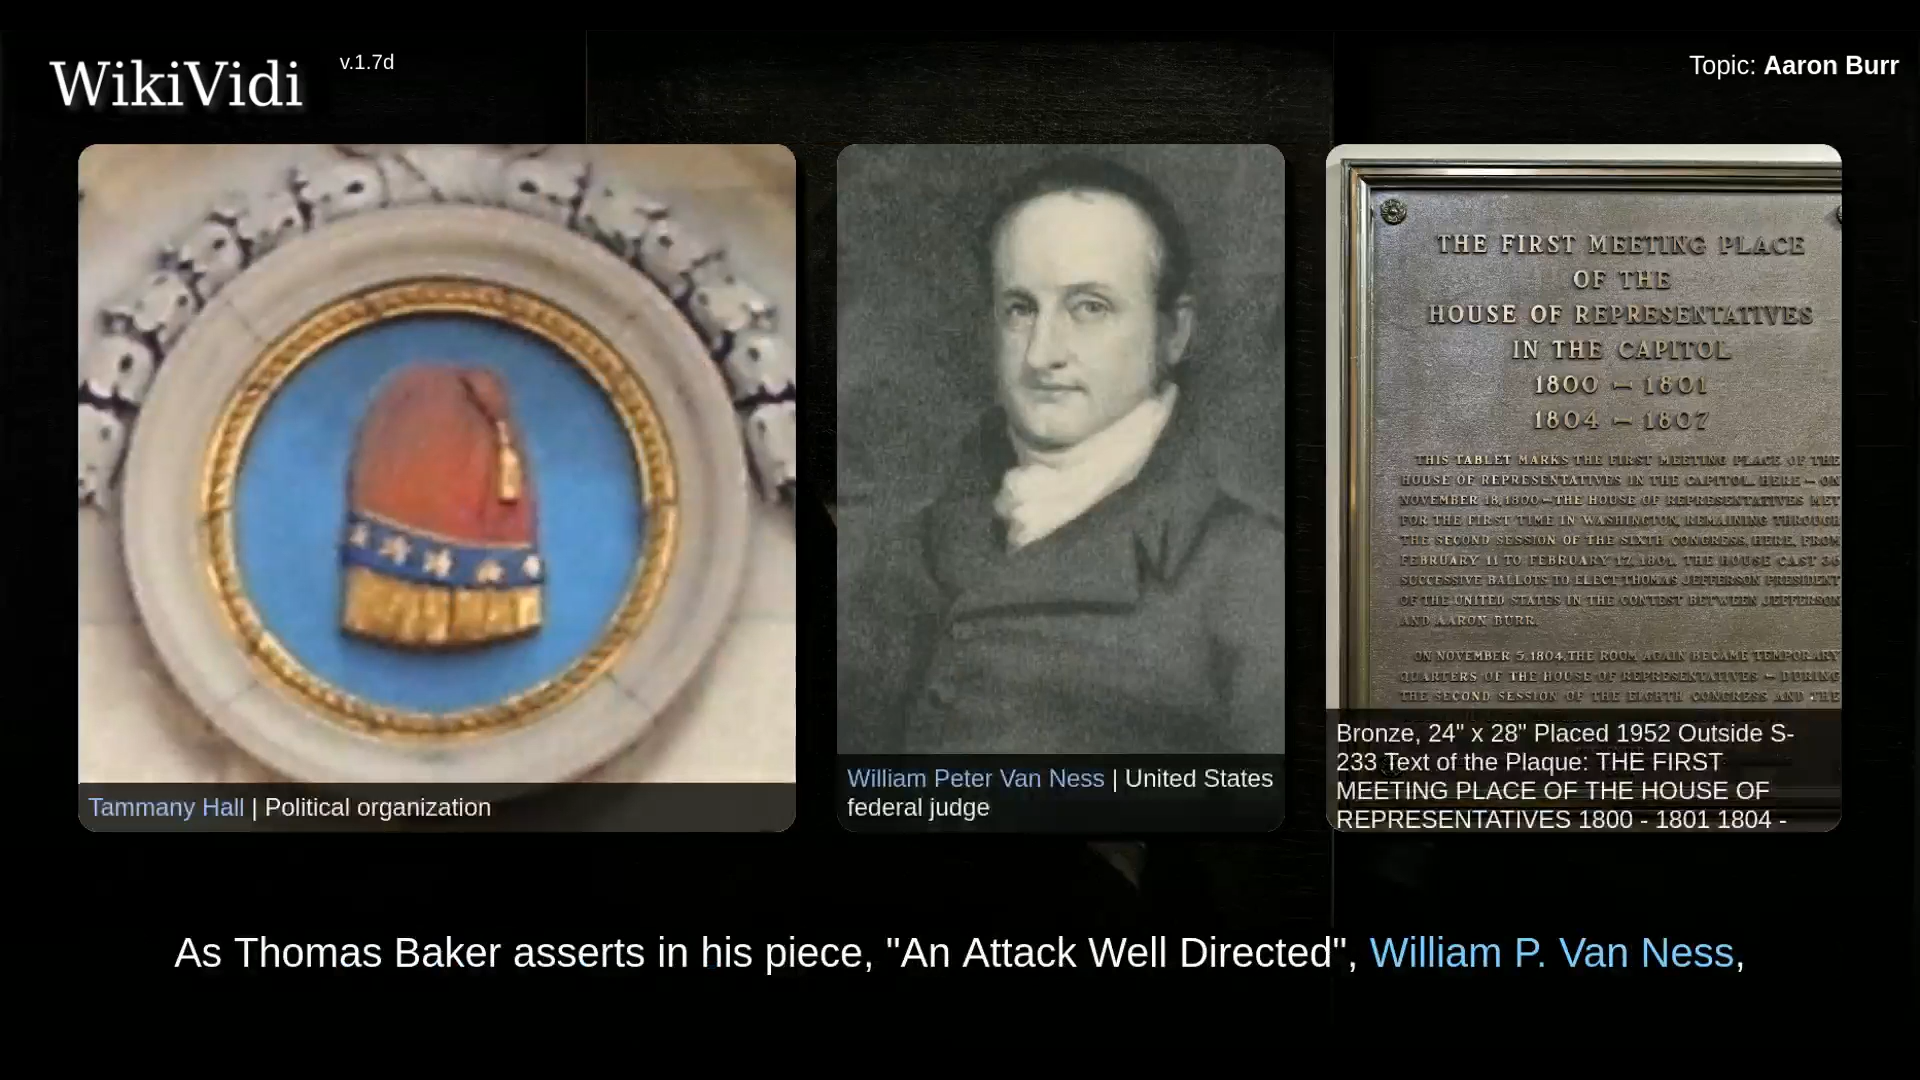 WikiVidi
v.1.7d
Topic: Aaron Burr
Tammany Hall | Political organization
William Peter Van Ness | United States
federal judge
THE FIRST MEETING PLACE
OF THE
HOUSE OF REPRESENTATIVES
IN THE CAPITOL
1800 — 1801
1804 — 1807
THIS TABLET MARKS THE FIRST MEETING PLACE OF THE
HOUSE OF REPRESENTATIVES IN THE CAPITOL. HERE — ON
NOVEMBER 18, 1800 — THE HOUSE OF REPRESENTATIVES MET
FOR THE FIRST TIME IN WASHINGTON, REMAINING THROUGH
THE SECOND SESSION OF THE SIXTH CONGRESS. HERE, FROM
FEBRUARY 11 TO FEBRUARY 17, 1801, THE HOUSE CAST 36
SUCCESSIVE BALLOTS TO ELECT THOMAS JEFFERSON PRESIDENT
OF THE UNITED STATES IN THE CONTEST BETWEEN JEFFERSON
AND AARON BURR.
ON NOVEMBER 5, 1804, THE ROOM AGAIN BECAME TEMPORARY
QUARTERS OF THE HOUSE OF REPRESENTATIVES — DURING
THE SECOND SESSION OF THE EIGHTH CONGRESS AND THE
Bronze, 24" x 28" Placed 1952 Outside S-
233 Text of the Plaque: THE FIRST
MEETING PLACE OF THE HOUSE OF
REPRESENTATIVES 1800 - 1801 1804 -
As Thomas Baker asserts in his piece, "An Attack Well Directed", William P. Van Ness,